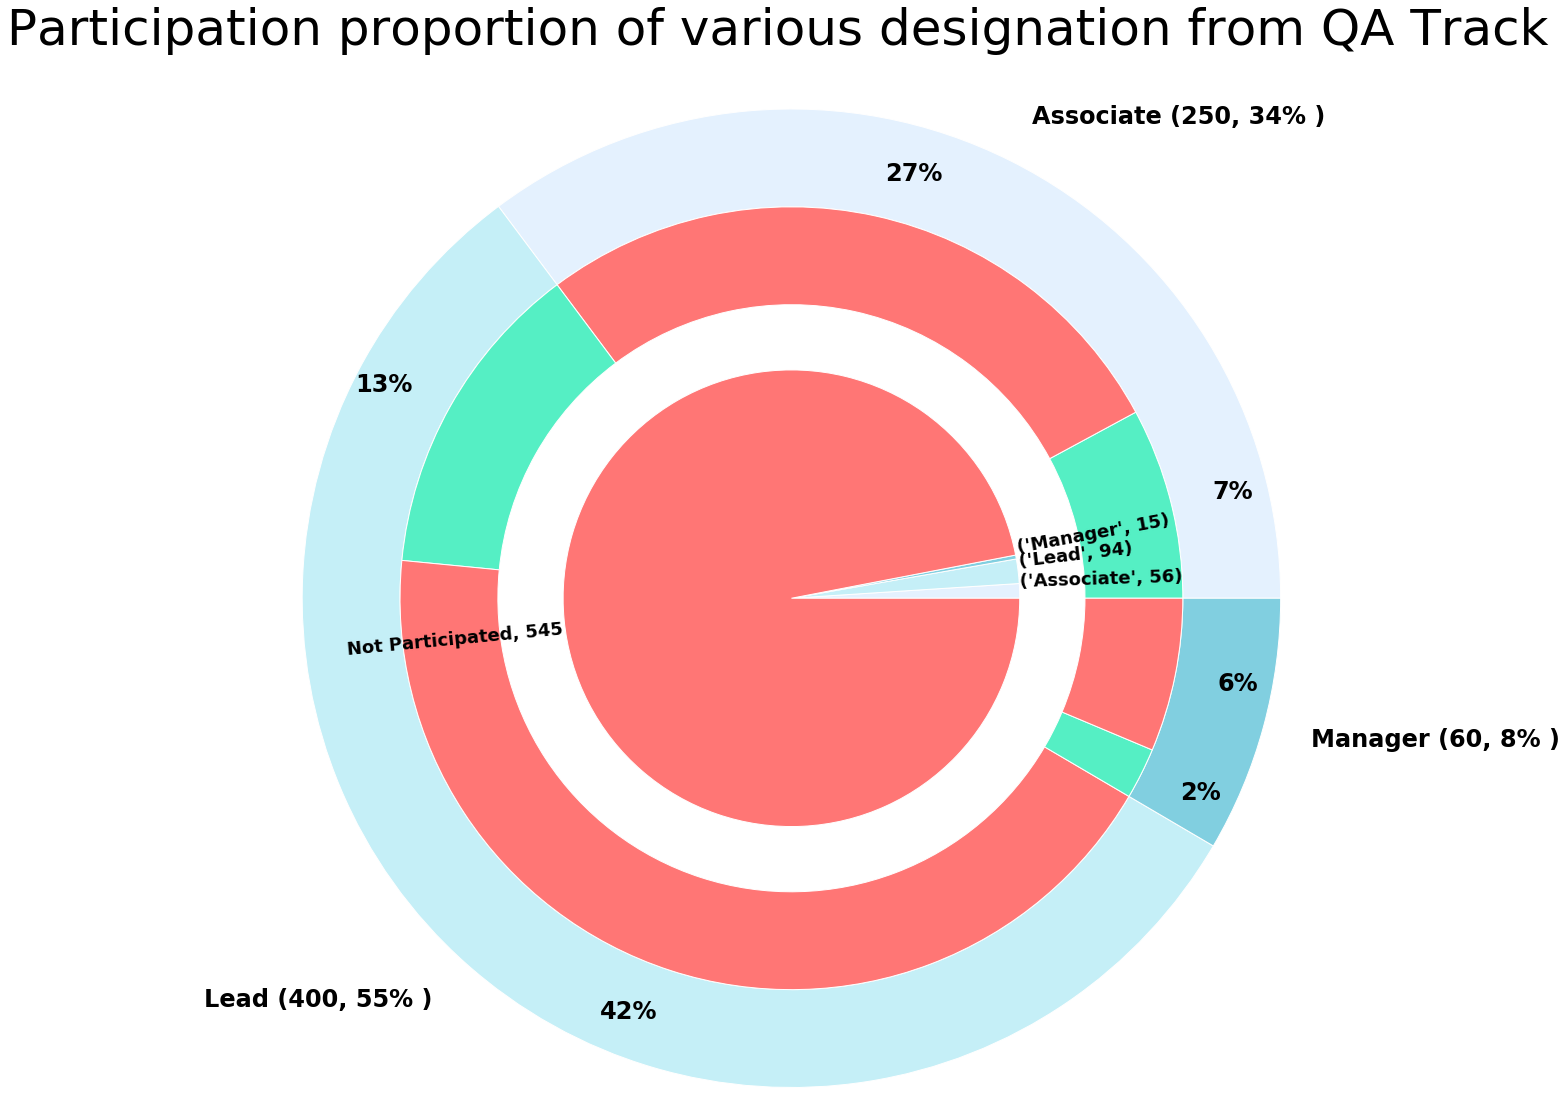 Participation proportion of various designation from QA Track
Associate (250, 34% )
27%
13%
7%
('Manager', 15)
('Lead', 94)
('Associate', 56)
Not Participated, 545
6%
Manager (60, 8% )
2%
Lead (400, 55% )
42%